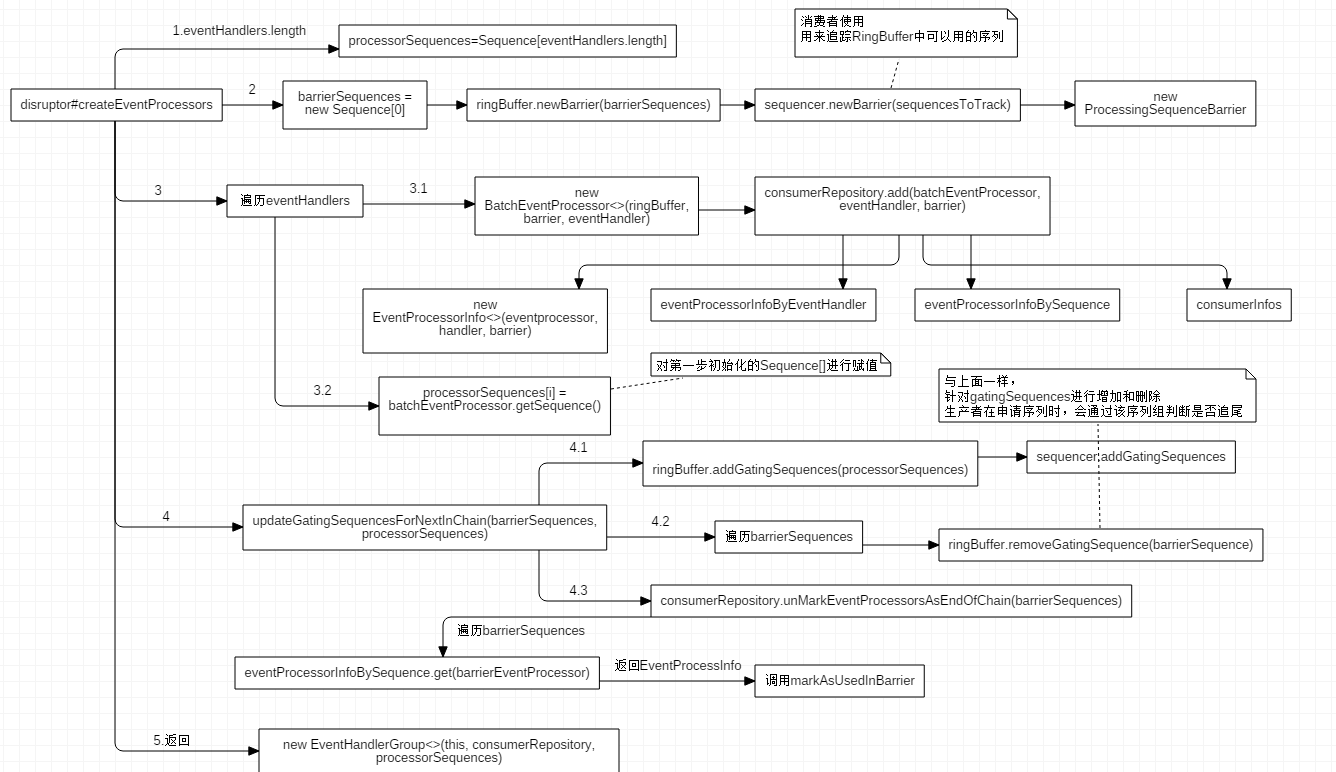 1.eventHandlers.length
processorSequences=Sequence[eventHandlers.length]
消费者使用
用来追踪RingBuffer中可以用的序列
disruptor#createEventProcessors
2
barrierSequences =
new Sequence[0]
ringBuffer.newBarrier(barrierSequences)
sequencer.newBarrier(sequencesToTrack)
new
ProcessingSequenceBarrier
3
遍历eventHandlers
3.1
new
BatchEventProcessor<>(ringBuffer,
barrier, eventHandler)
consumerRepository.add(batchEventProcessor,
eventHandler, barrier)
new
EventProcessorInfo<>(eventprocessor,
handler, barrier)
eventProcessorInfoByEventHandler
eventProcessorInfoBySequence
consumerInfos
3.2
processorSequences[i] =
batchEventProcessor.getSequence()
对第一步初始化的Sequence[]进行赋值
与上面一样，
针对gatingSequences进行增加和删除
生产者在申请序列时，会通过该序列组判断是否追尾
4
updateGatingSequencesForNextInChain(barrierSequences,
processorSequences)
4.1
ringBuffer.addGatingSequences(processorSequences)
sequencer.addGatingSequences
4.2
遍历barrierSequences
ringBuffer.removeGatingSequence(barrierSequence)
4.3
consumerRepository.unMarkEventProcessorsAsEndOfChain(barrierSequences)
遍历barrierSequences
eventProcessorInfoBySequence.get(barrierEventProcessor)
返回EventProcessInfo
调用markAsUsedInBarrier
5.返回
new EventHandlerGroup<>(this, consumerRepository,
processorSequences)